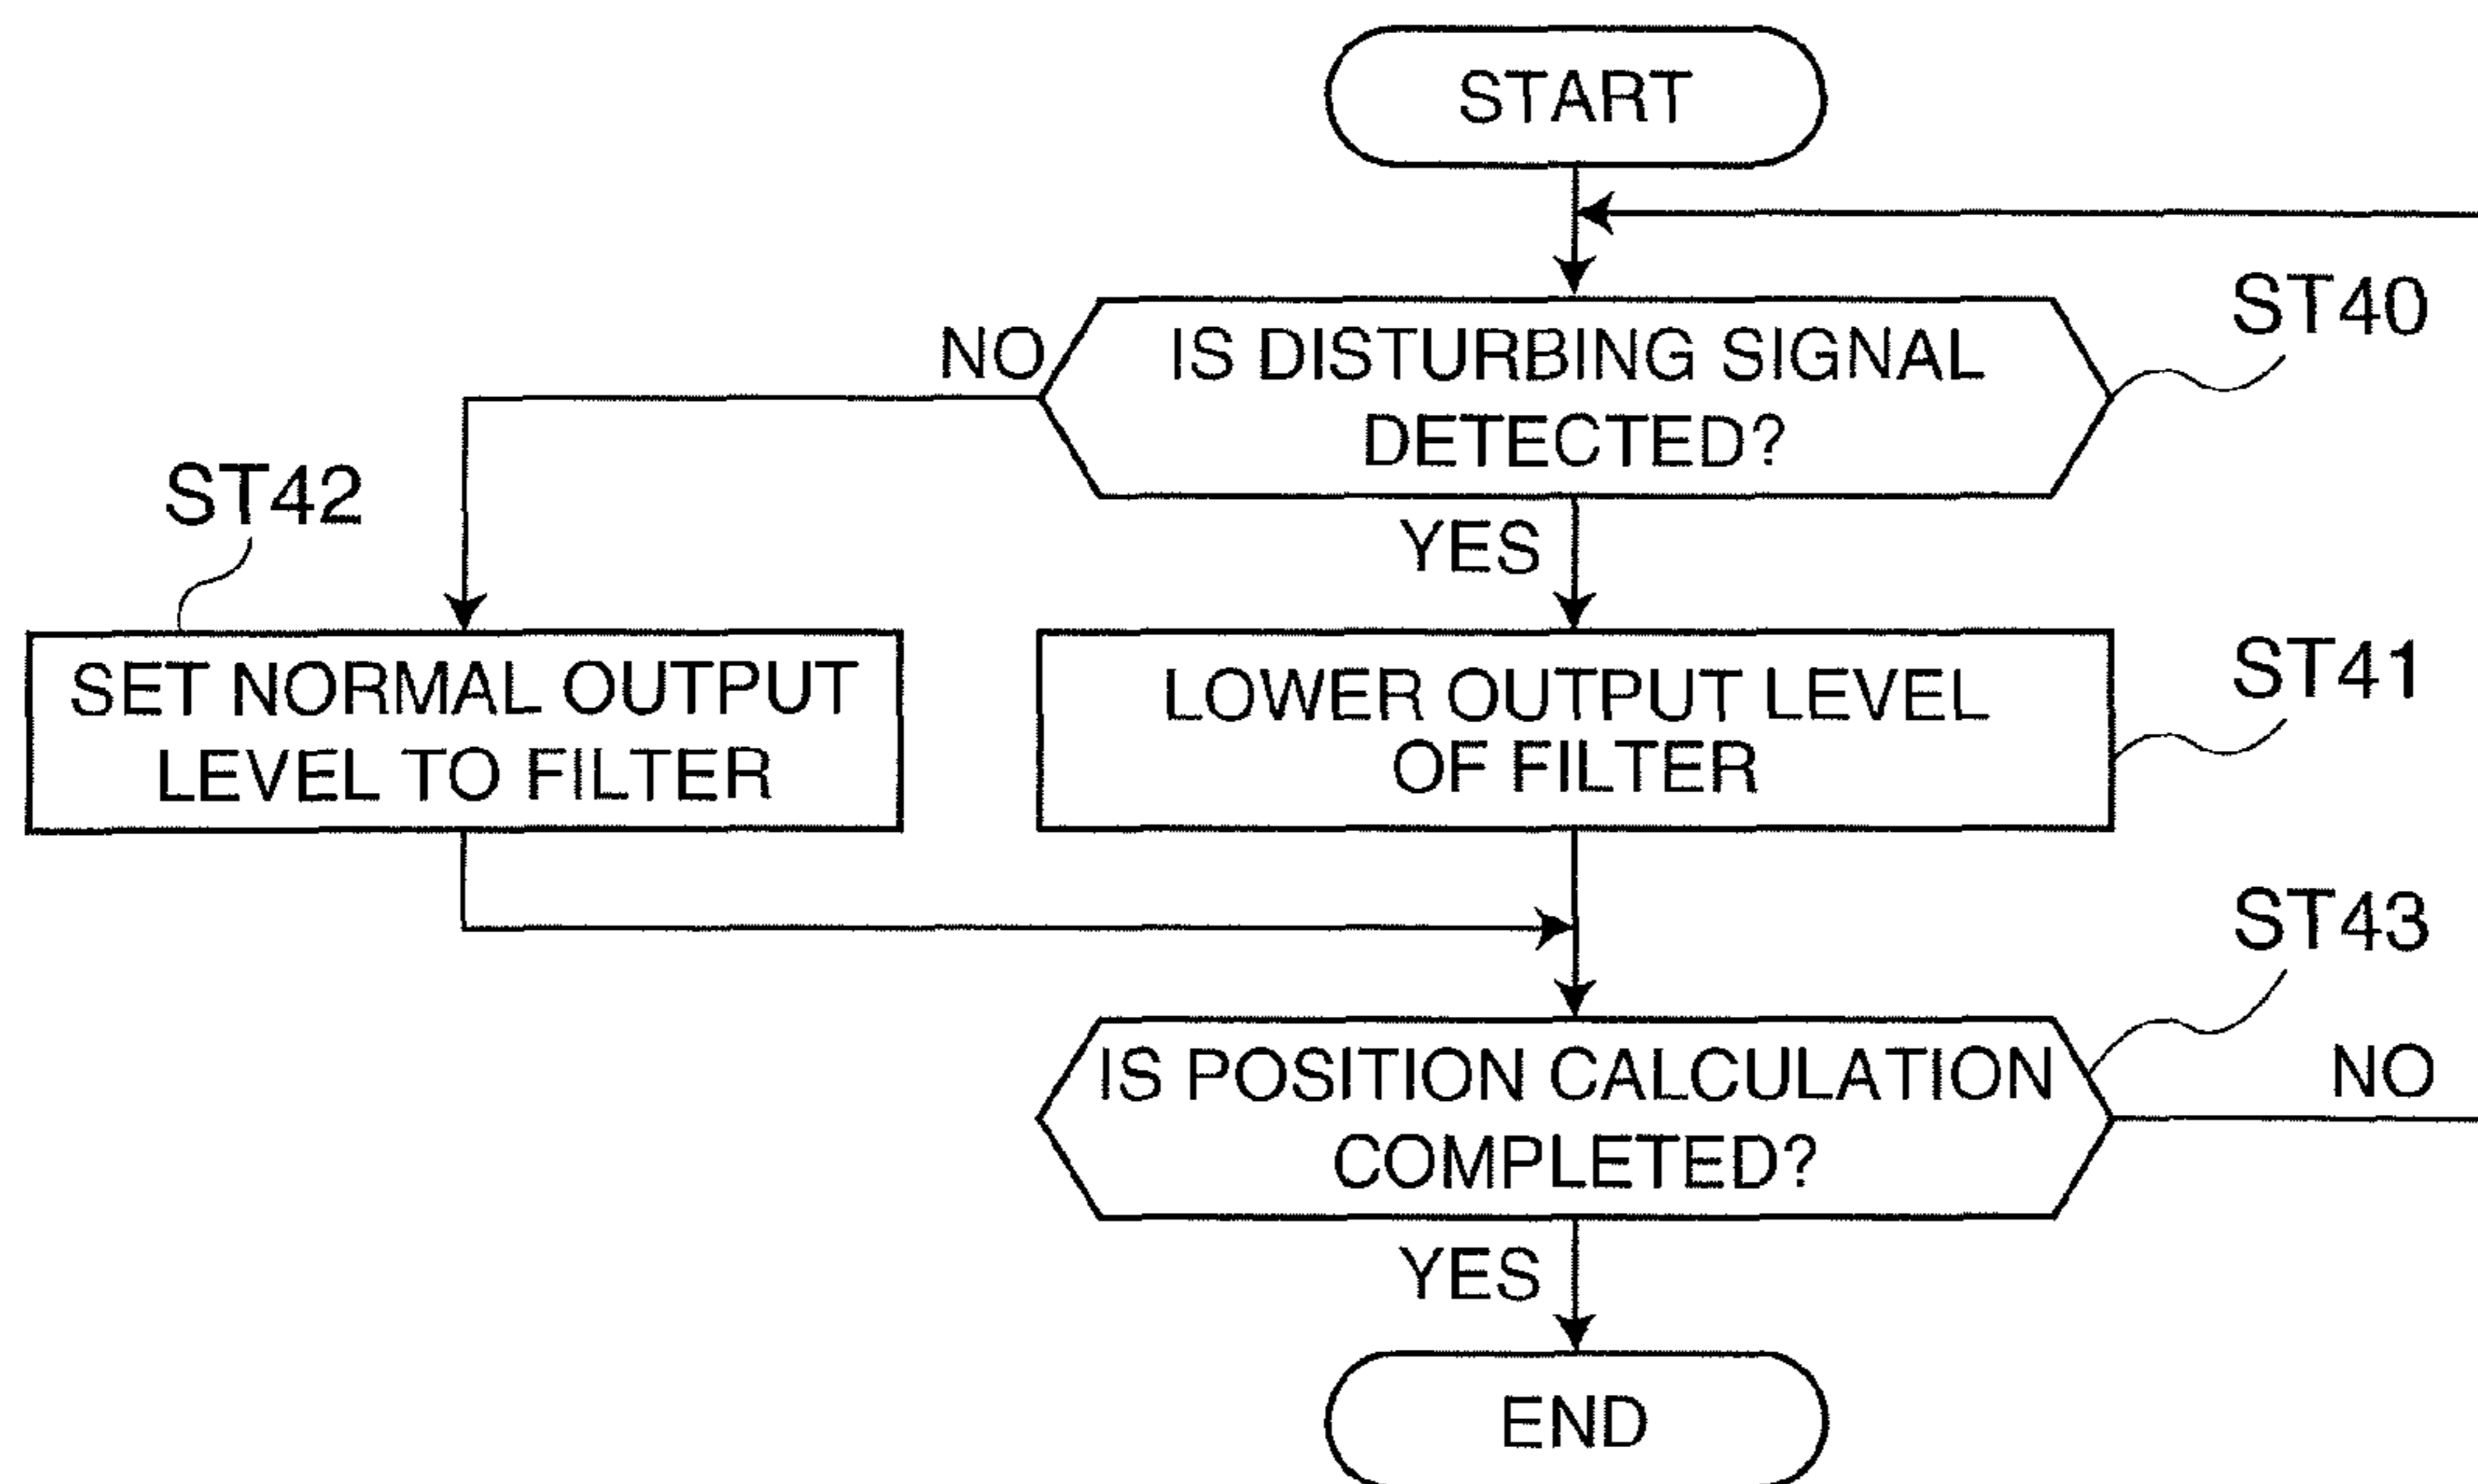 START
ST40
NO
IS DISTURBING SIGNAL
DETECTED?
ST42
YES
SET NORMAL OUTPUT
LEVEL TO FILTER
LOWER OUTPUT LEVEL
OF FILTER
ST41
ST43
IS POSITION CALCULATION
COMPLETED?
NO
YES
END